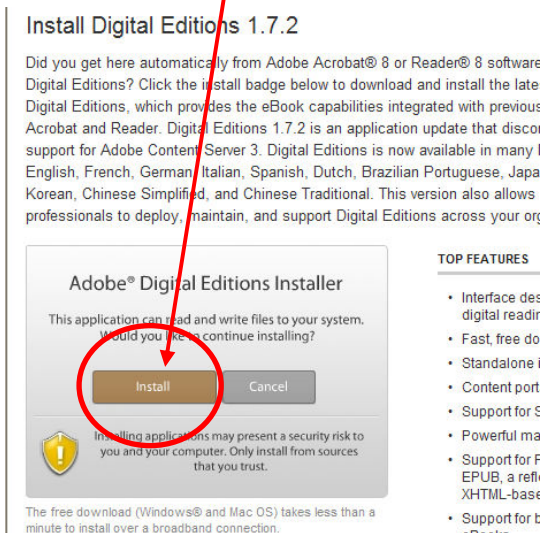 Install Digital Editions 1.7.2
Did you get here automatically from Adobe Acrobat® 8 or Reader® 8 software
Digital Editions? Click the install badge below to download and install the late
Digital Editions, which provides the eBook capabilities integrated with previous
Acrobat and Reader. Digital Editions 1.7.2 is an application update that discon
support for Adobe Content Server 3. Digital Editions is now available in many l
English, French, German, Italian, Spanish, Dutch, Brazilian Portuguese, Japa
Korean, Chinese Simplified, and Chinese Traditional. This version also allows
professionals to deploy, maintain, and support Digital Editions across your org
Adobe® Digital Editions Installer
This application can read and write files to your system.
Would you like to continue installing?
Install
Cancel
Installing applications may present a security risk to
you and your computer. Only install from sources
that you trust.
The free download (Windows® and Mac OS) takes less than a
minute to install over a broadband connection.
TOP FEATURES
• Interface des
digital readin
• Fast, free do
• Standalone i
• Content port
• Support for S
• Powerful ma
• Support for P
EPUB, a refl
XHTML-base
• Support for b